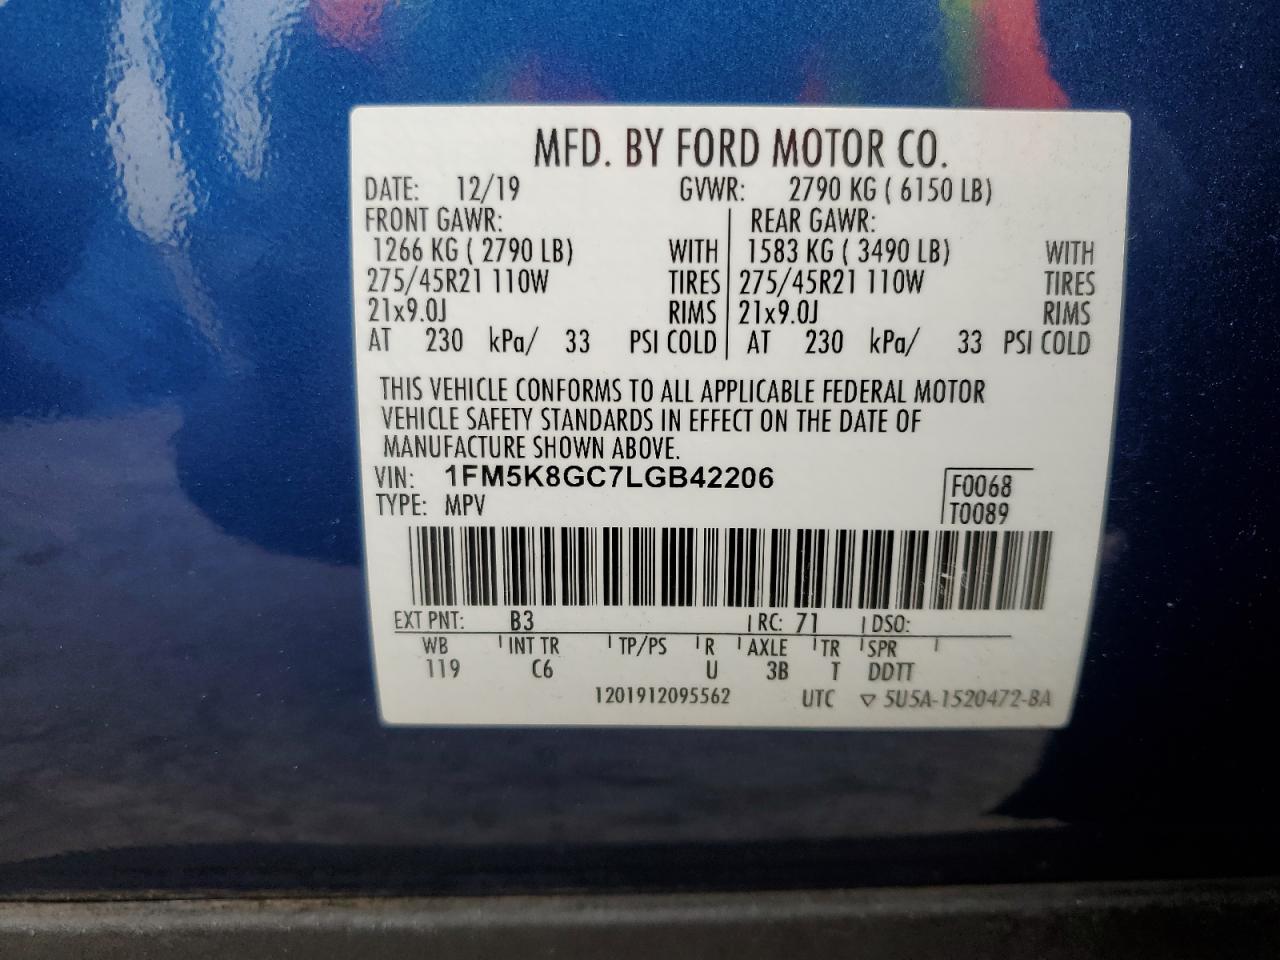 MFD. BY FORD MOTOR CO.
DATE: 12/19 GVWR: 2790 KG ( 6150 LB)
FRONT GAWR: REAR GAWR:
1266 KG ( 2790 LB) WITH 1583 KG ( 3490 LB) WITH
275/45R21 110W TIRES 275/45R21 110W TIRES
21x9.0J RIMS 21x9.0J RIMS
AT 230 kPa/ 33 PSI COLD AT 230 kPa/ 33 PSI COLD
THIS VEHICLE CONFORMS TO ALL APPLICABLE FEDERAL MOTOR
VEHICLE SAFETY STANDARDS IN EFFECT ON THE DATE OF
MANUFACTURE SHOWN ABOVE.
VIN: 1FM5K8GC7LGB42206
TYPE: MPV
F0068
T0089
EXT PNT: B3 RC: 71 DSO:
WB INT TR TP/PS R AXLE TR SPR
119 C6 U 3B T DDTT
1201912095562 UTC ▽ 5U5A-1520472-BA